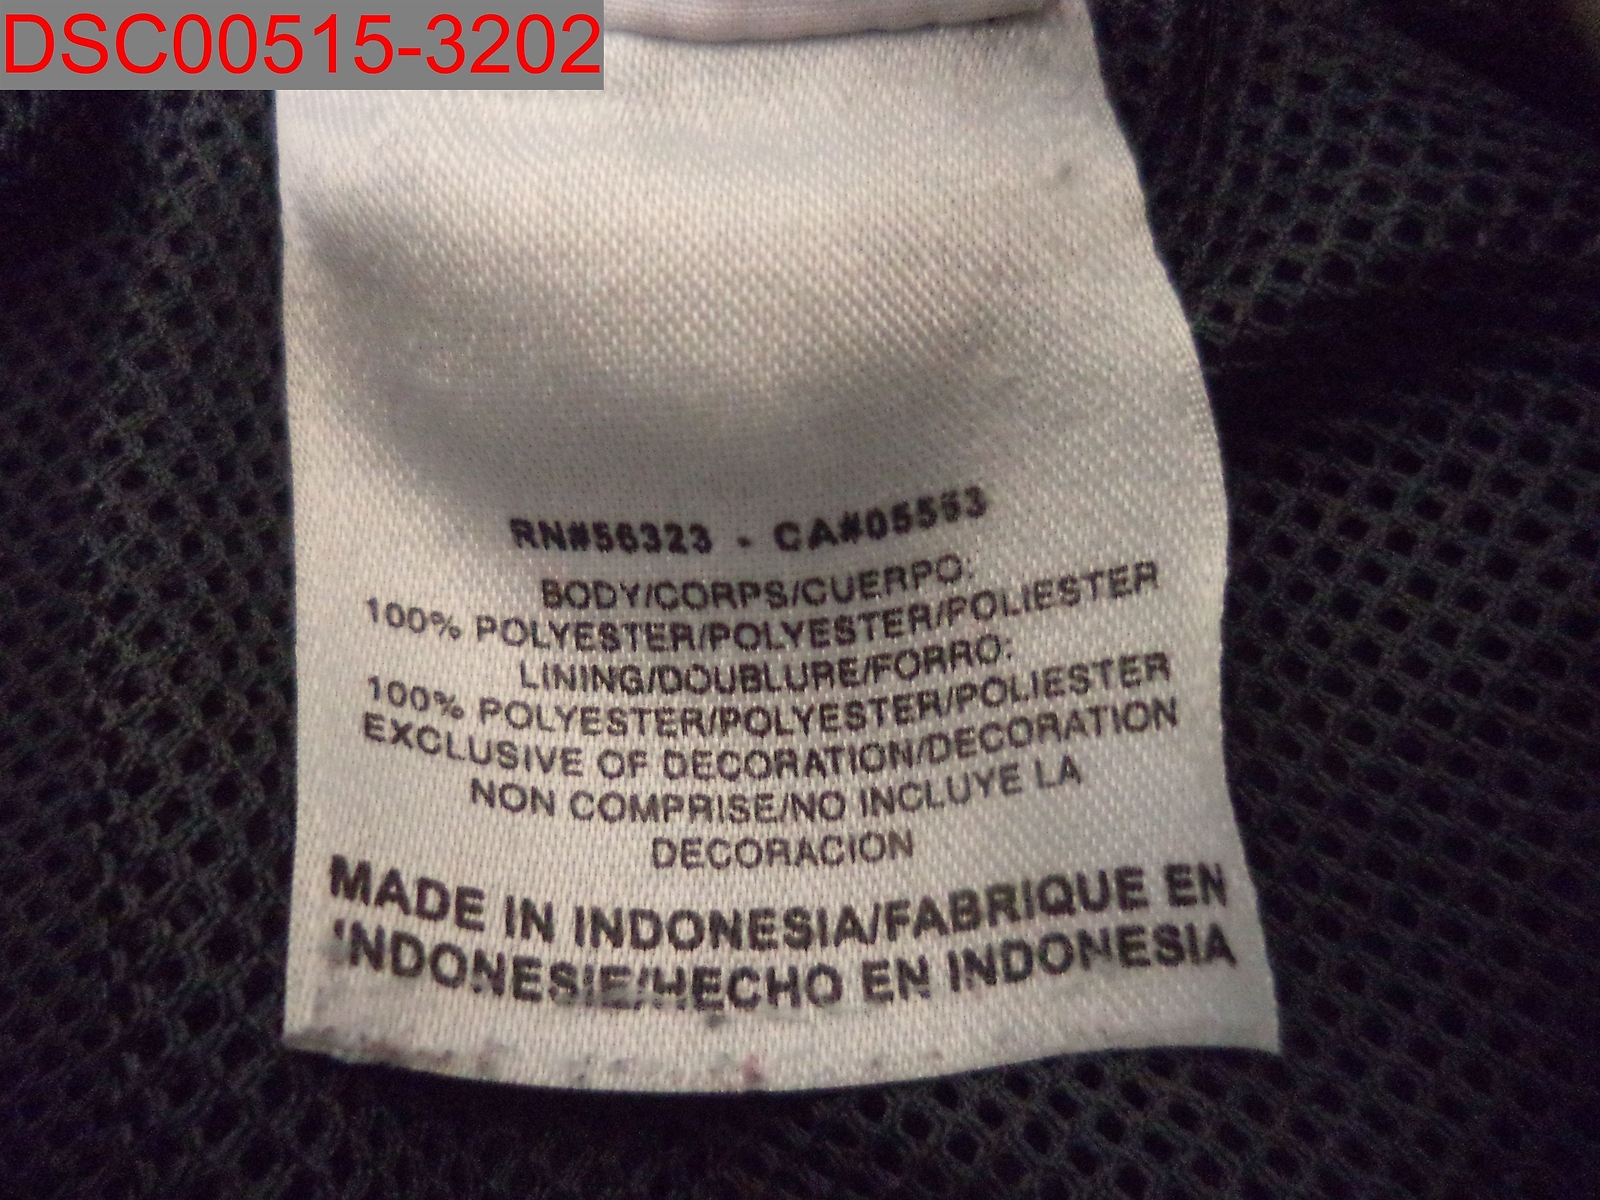 DSC00515-3202
RN#56323 - CA#05553
BODY/CORPS/CUERPO:
100% POLYESTER/POLYESTER/POLIESTER
LINING/DOUBLURE/FORRO:
100% POLYESTER/POLYESTER/POLIESTER
EXCLUSIVE OF DECORATION/DECORATION
NON COMPRISE/NO INCLUYE LA
DECORACION
MADE IN INDONESIA/FABRIQUE EN
INDONESIE/HECHO EN INDONESIA